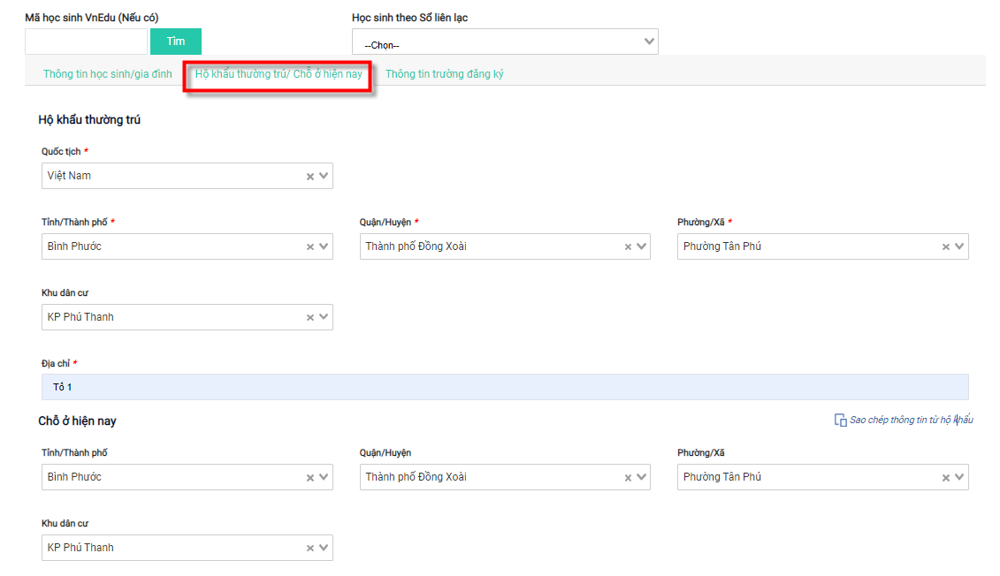 Mã học sinh VnEdu (Nếu có) Học sinh theo Sổ liên lạc
Tìm --Chọn--
Thông tin học sinh/gia đình Hộ khẩu thường trú/ Chỗ ở hiện nay Thông tin trường đăng ký
Hộ khẩu thường trú
Quốc tịch *
Việt Nam
Tỉnh/Thành phố * Quận/Huyện * Phường/Xã *
Bình Phước Thành phố Đồng Xoài Phường Tân Phú
Khu dân cư
KP Phú Thanh
Địa chỉ *
Tổ 1
Chỗ ở hiện nay Sao chép thông tin từ hộ khẩu
Tỉnh/Thành phố Quận/Huyện Phường/Xã
Bình Phước Thành phố Đồng Xoài Phường Tân Phú
Khu dân cư
KP Phú Thanh